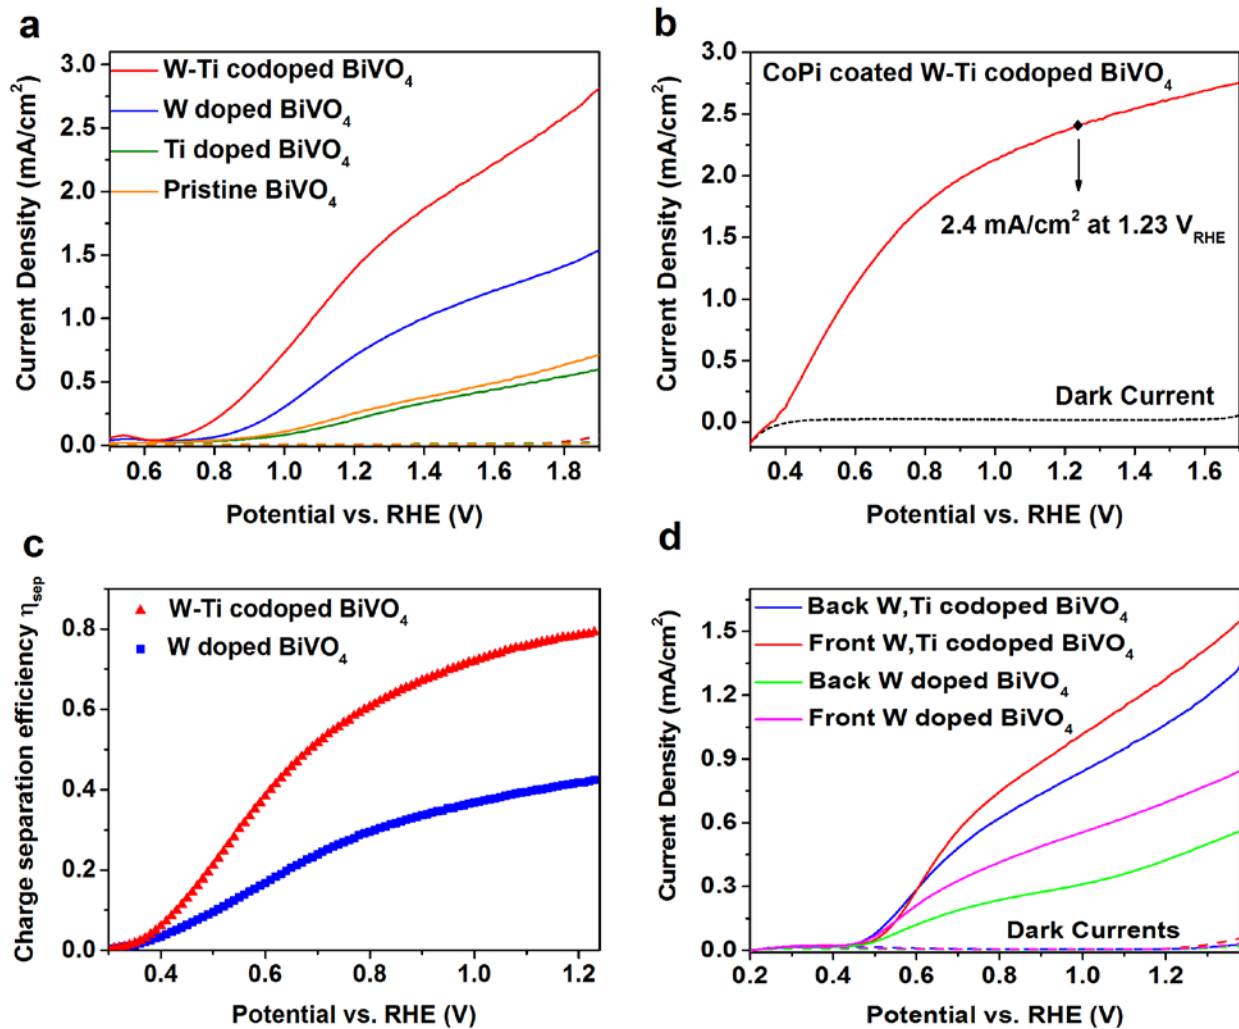 a
3.0
2.5
2.0
1.5
1.0
0.5
0.0
Current Density (mA/cm²)
W-Ti codoped BiVO₄
W doped BiVO₄
Ti doped BiVO₄
Pristine BiVO₄
0.6 0.8 1.0 1.2 1.4 1.6 1.8
Potential vs. RHE (V)
b
3.0
2.5
2.0
1.5
1.0
0.5
0.0
Current Density (mA/cm²)
CoPi coated W-Ti codoped BiVO₄
2.4 mA/cm² at 1.23 V_RHE
Dark Current
0.4 0.6 0.8 1.0 1.2 1.4 1.6
Potential vs. RHE (V)
c
0.8
0.6
0.4
0.2
0.0
Charge separation efficiency η_sep
W-Ti codoped BiVO₄
W doped BiVO₄
0.4 0.6 0.8 1.0 1.2
Potential vs. RHE (V)
d
1.5
1.2
0.9
0.6
0.3
0.0
Current Density (mA/cm²)
Back W,Ti codoped BiVO₄
Front W,Ti codoped BiVO₄
Back W doped BiVO₄
Front W doped BiVO₄
Dark Currents
0.2 0.4 0.6 0.8 1.0 1.2
Potential vs. RHE (V)